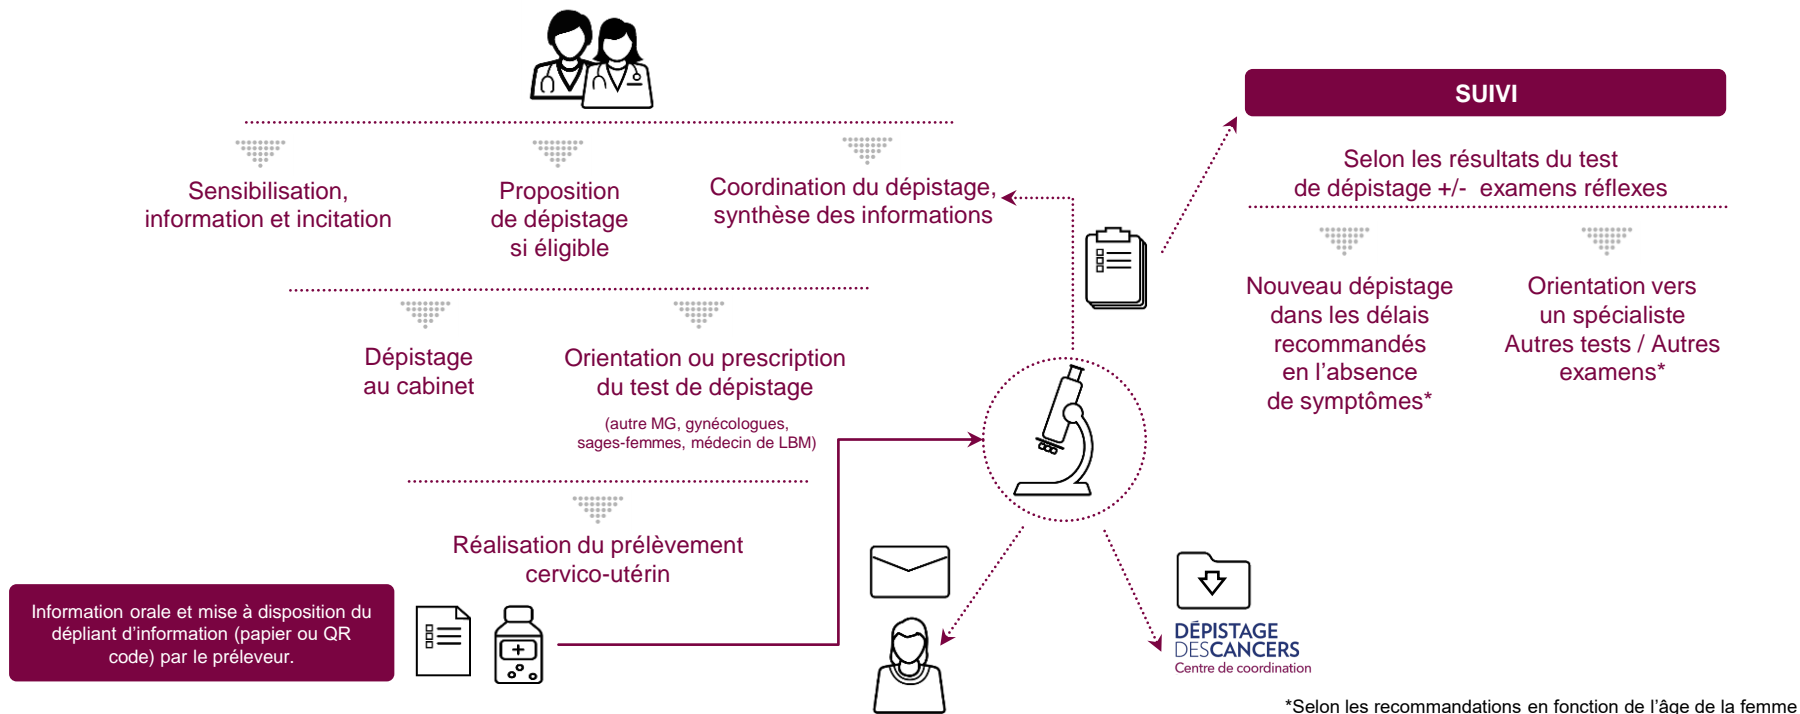 Sensibilisation,
information et incitation
Proposition
de dépistage
si éligible
Coordination du dépistage,
synthèse des informations
Dépistage
au cabinet
Orientation ou prescription
du test de dépistage
(autre MG, gynécologues,
sages-femmes, médecin de LBM)
Réalisation du prélèvement
cervico-utérin
Information orale et mise à disposition du
dépliant d'information (papier ou QR
code) par le préleveur.
DÉPISTAGE
DESCANCERS
Centre de coordination
SUIVI
Selon les résultats du test
de dépistage +/- examens réflexes
Nouveau dépistage
dans les délais
recommandés
en l'absence
de symptômes*
Orientation vers
un spécialiste
Autres tests / Autres
examens*
*Selon les recommandations en fonction de l'âge de la femme